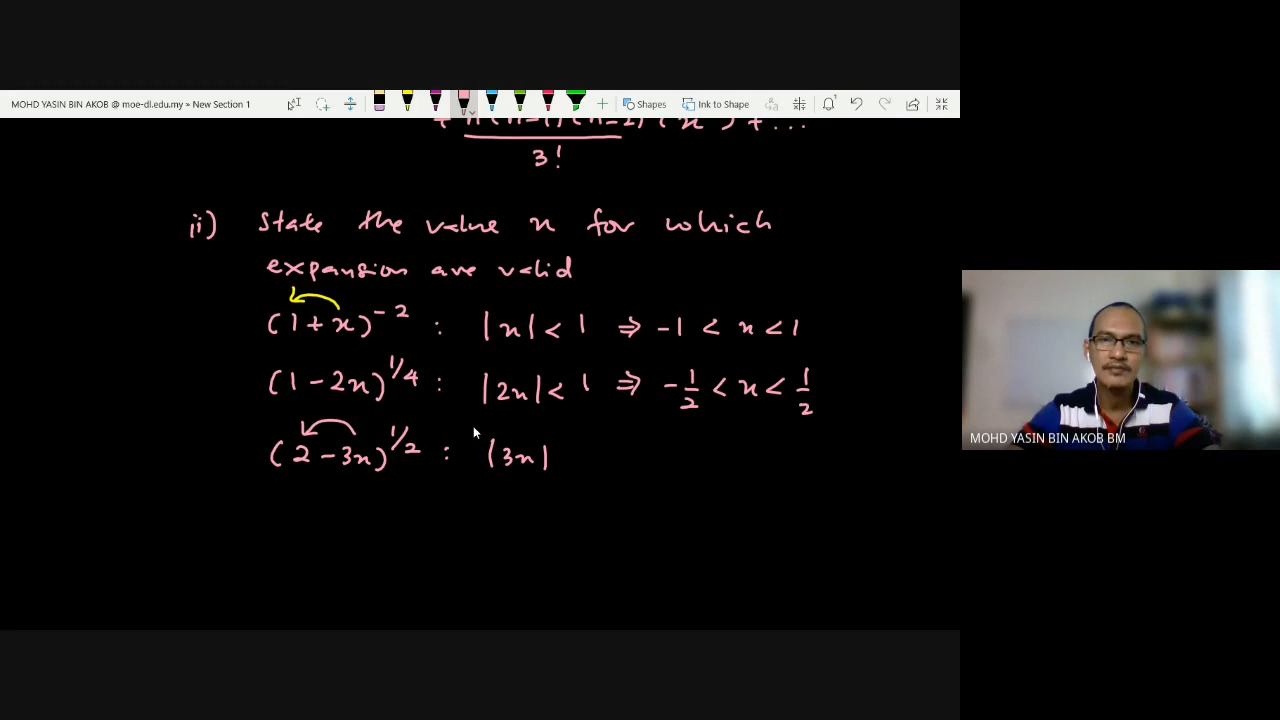 MOHD YASIN BIN AKOB @ moe-dl.edu.my » New Section 1
Shapes
Ink to Shape
3!
ii) State the value x for which
expansion are valid
(1 + x)^-2 : |x| < 1 ⇒ -1 < x < 1
(1 - 2x)^1/4 : |2x| < 1 ⇒ -1/2 < x < 1/2
(2 - 3x)^1/2 : |3x|
MOHD YASIN BIN AKOB BM